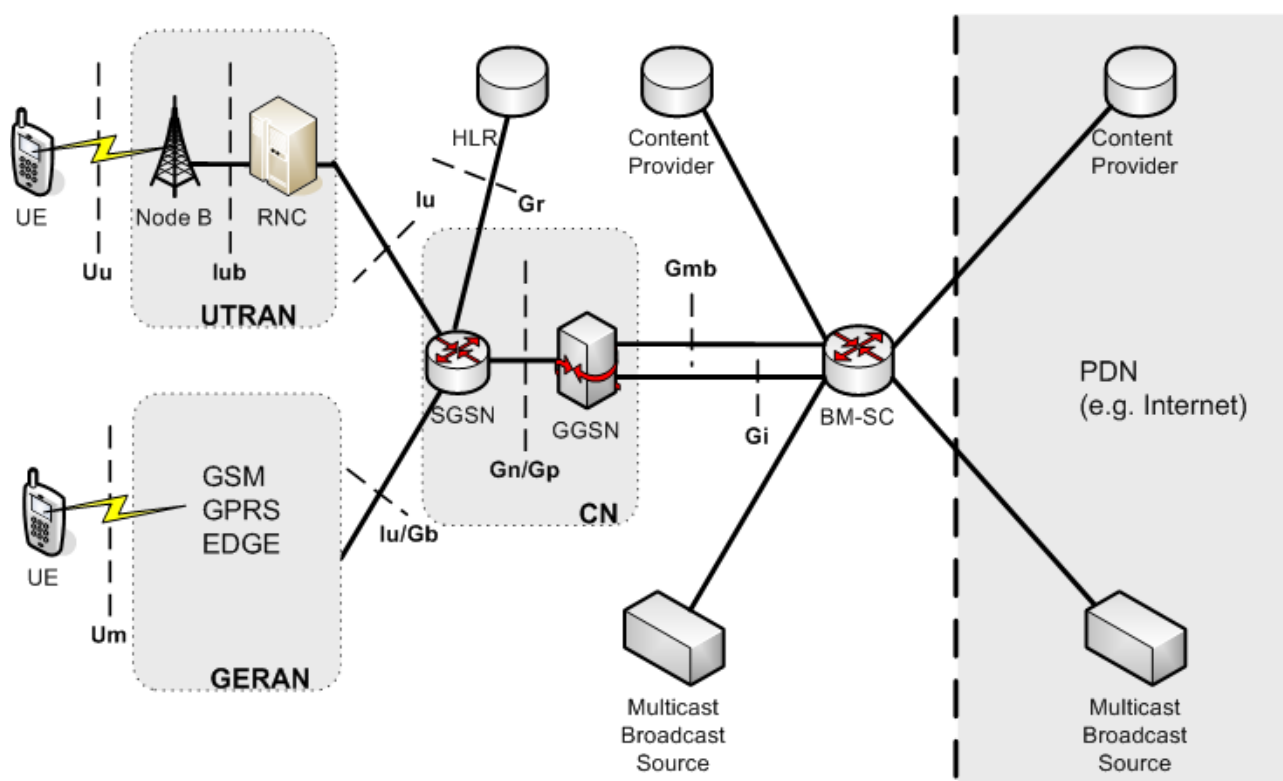 HLR
Content
Provider
Content
Provider
UE
Node B
RNC
Iu
Gr
Uu
Iub
UTRAN
Gmb
PDN
(e.g. Internet)
SGSN
GGSN
BM-SC
Gi
Gn/Gp
CN
GSM
GPRS
EDGE
Iu/Gb
UE
Um
GERAN
Multicast
Broadcast
Source
Multicast
Broadcast
Source